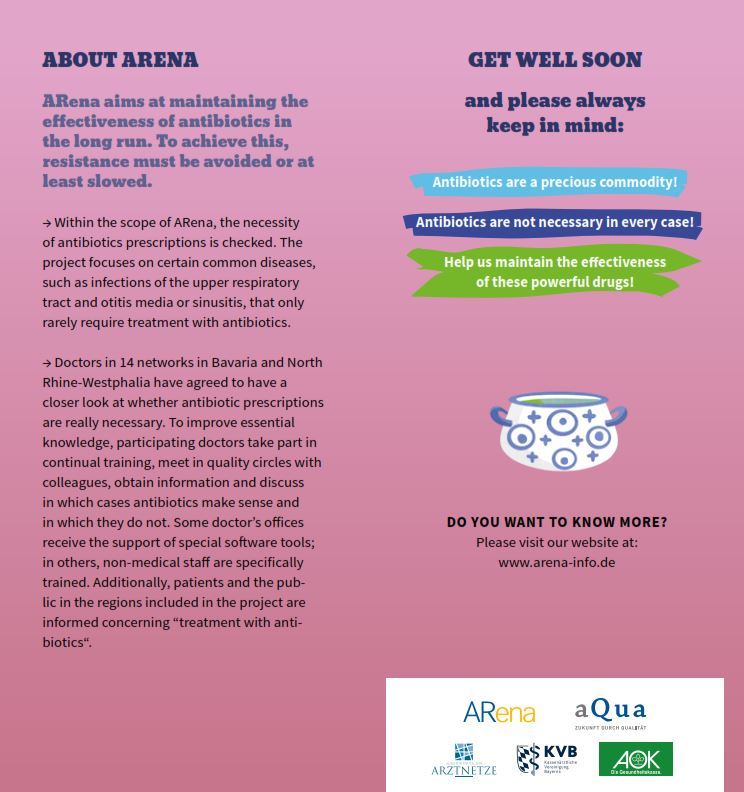 ABOUT ARENA
ARena aims at maintaining the
effectiveness of antibiotics in
the long run. To achieve this,
resistance must be avoided or at
least slowed.
→ Within the scope of ARena, the necessity
of antibiotics prescriptions is checked. The
project focuses on certain common diseases,
such as infections of the upper respiratory
tract and otitis media or sinusitis, that only
rarely require treatment with antibiotics.
→ Doctors in 14 networks in Bavaria and North
Rhine-Westphalia have agreed to have a
closer look at whether antibiotic prescriptions
are really necessary. To improve essential
knowledge, participating doctors take part in
continual training, meet in quality circles with
colleagues, obtain information and discuss
in which cases antibiotics make sense and
in which they do not. Some doctor's offices
receive the support of special software tools;
in others, non-medical staff are specifically
trained. Additionally, patients and the pub-
lic in the regions included in the project are
informed concerning “treatment with anti-
biotics“.
GET WELL SOON
and please always
keep in mind:
Antibiotics are a precious commodity!
Antibiotics are not necessary in every case!
Help us maintain the effectiveness
of these powerful drugs!
DO YOU WANT TO KNOW MORE?
Please visit our website at:
www.arena-info.de
ARena
aQua
ZUKUNFT DURCH QUALITÄT
ARZTNETZE
KVB
Kassenärztliche
Vereinigung
Bayerns
AOK
Die Gesundheitskasse.